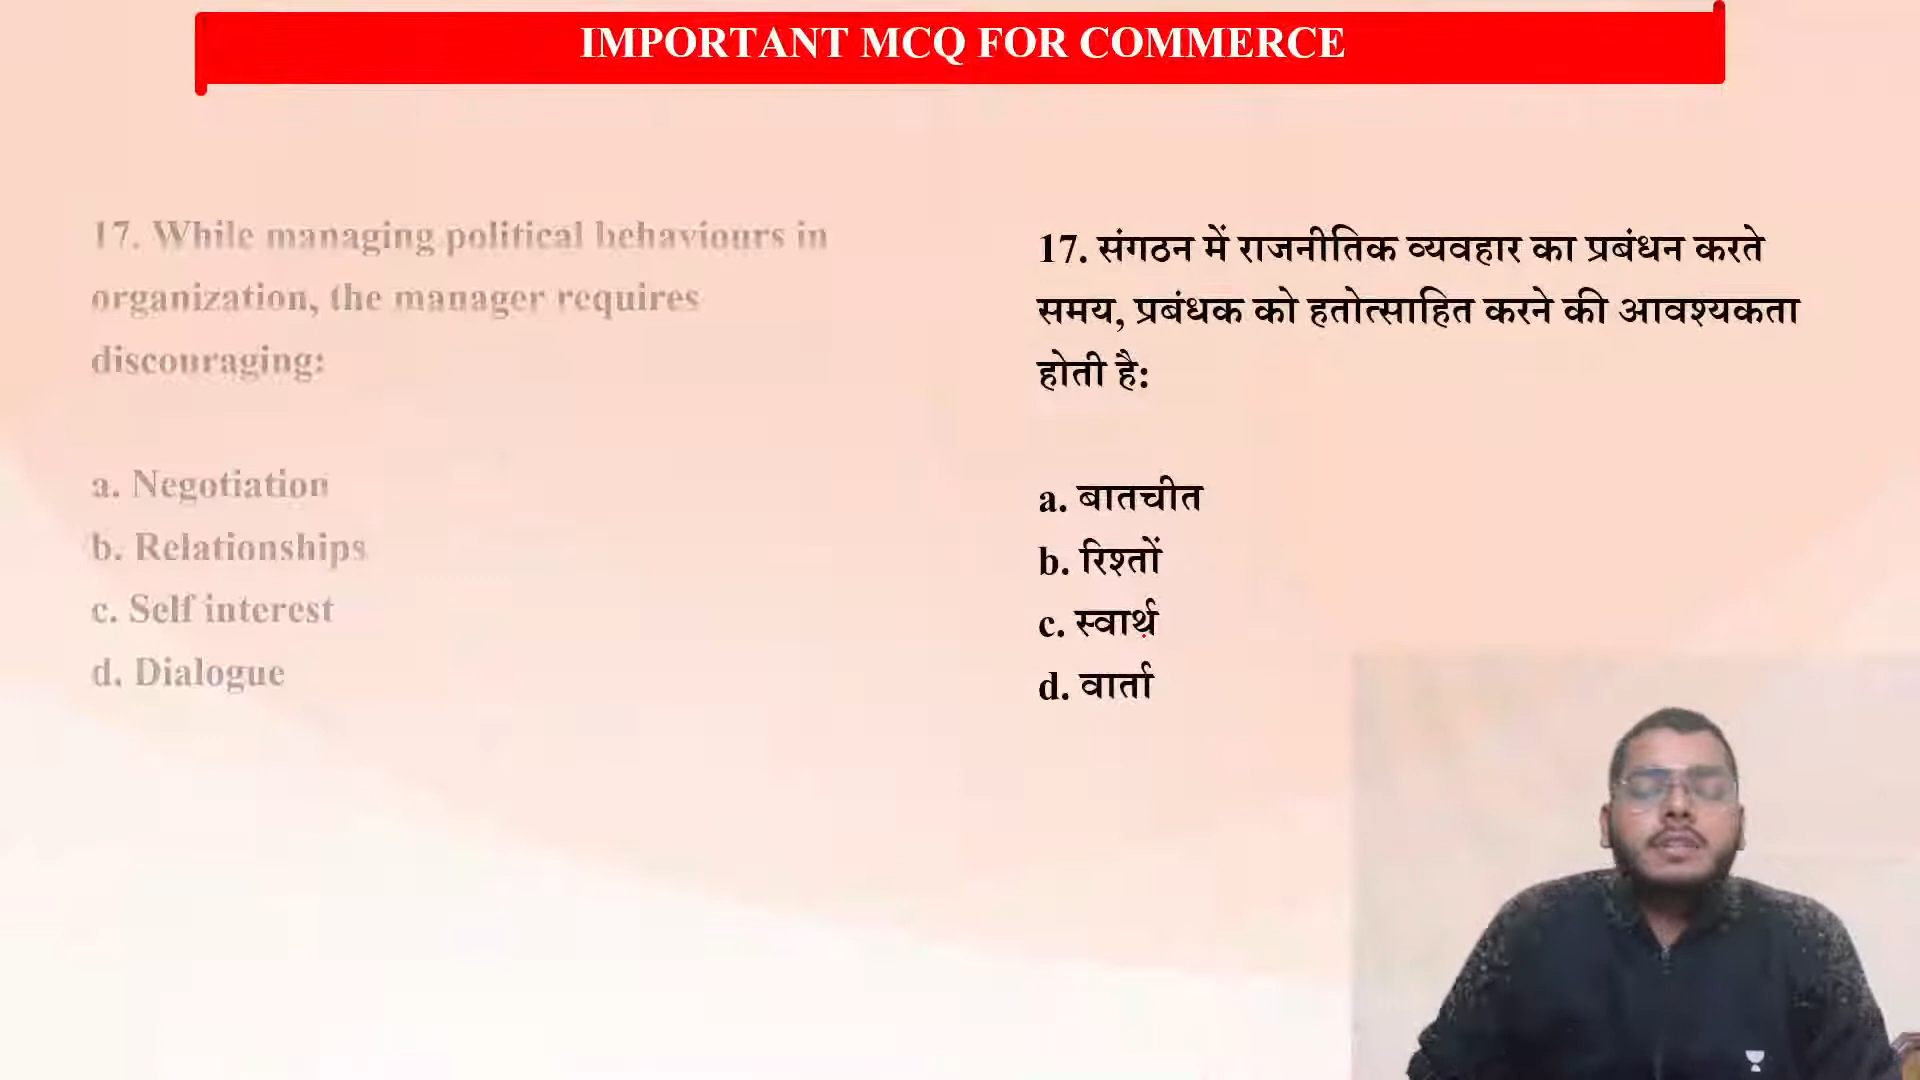 IMPORTANT MCQ FOR COMMERCE
17. While managing political behaviours in
organization, the manager requires
discouraging:
a. Negotiation
b. Relationships
c. Self interest
d. Dialogue
17. संगठन में राजनीतिक व्यवहार का प्रबंधन करते
समय, प्रबंधक को हतोत्साहित करने की आवश्यकता
होती है:
a. बातचीत
b. रिश्तों
c. स्वार्थ
d. वार्ता